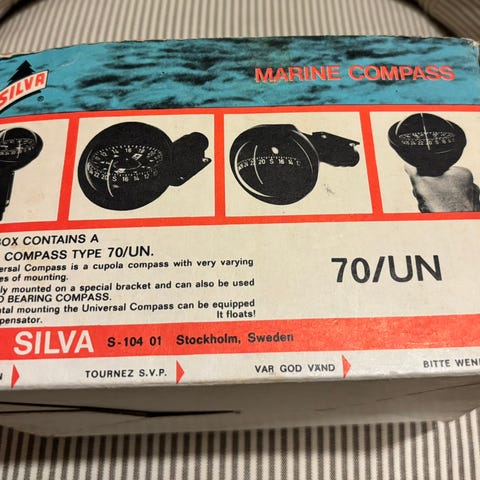 SILVA
®
MARINE COMPASS
BOX CONTAINS A
COMPASS TYPE 70/UN.
Compass is a cupola compass with very varying
of mounting.
mounted on a special bracket and can also be used
BEARING COMPASS.
mounting the Universal Compass can be equipped
It floats!
70/UN
SILVA S-104 01 Stockholm, Sweden
TOURNEZ S.V.P. VAR GOD VÄND BITTE